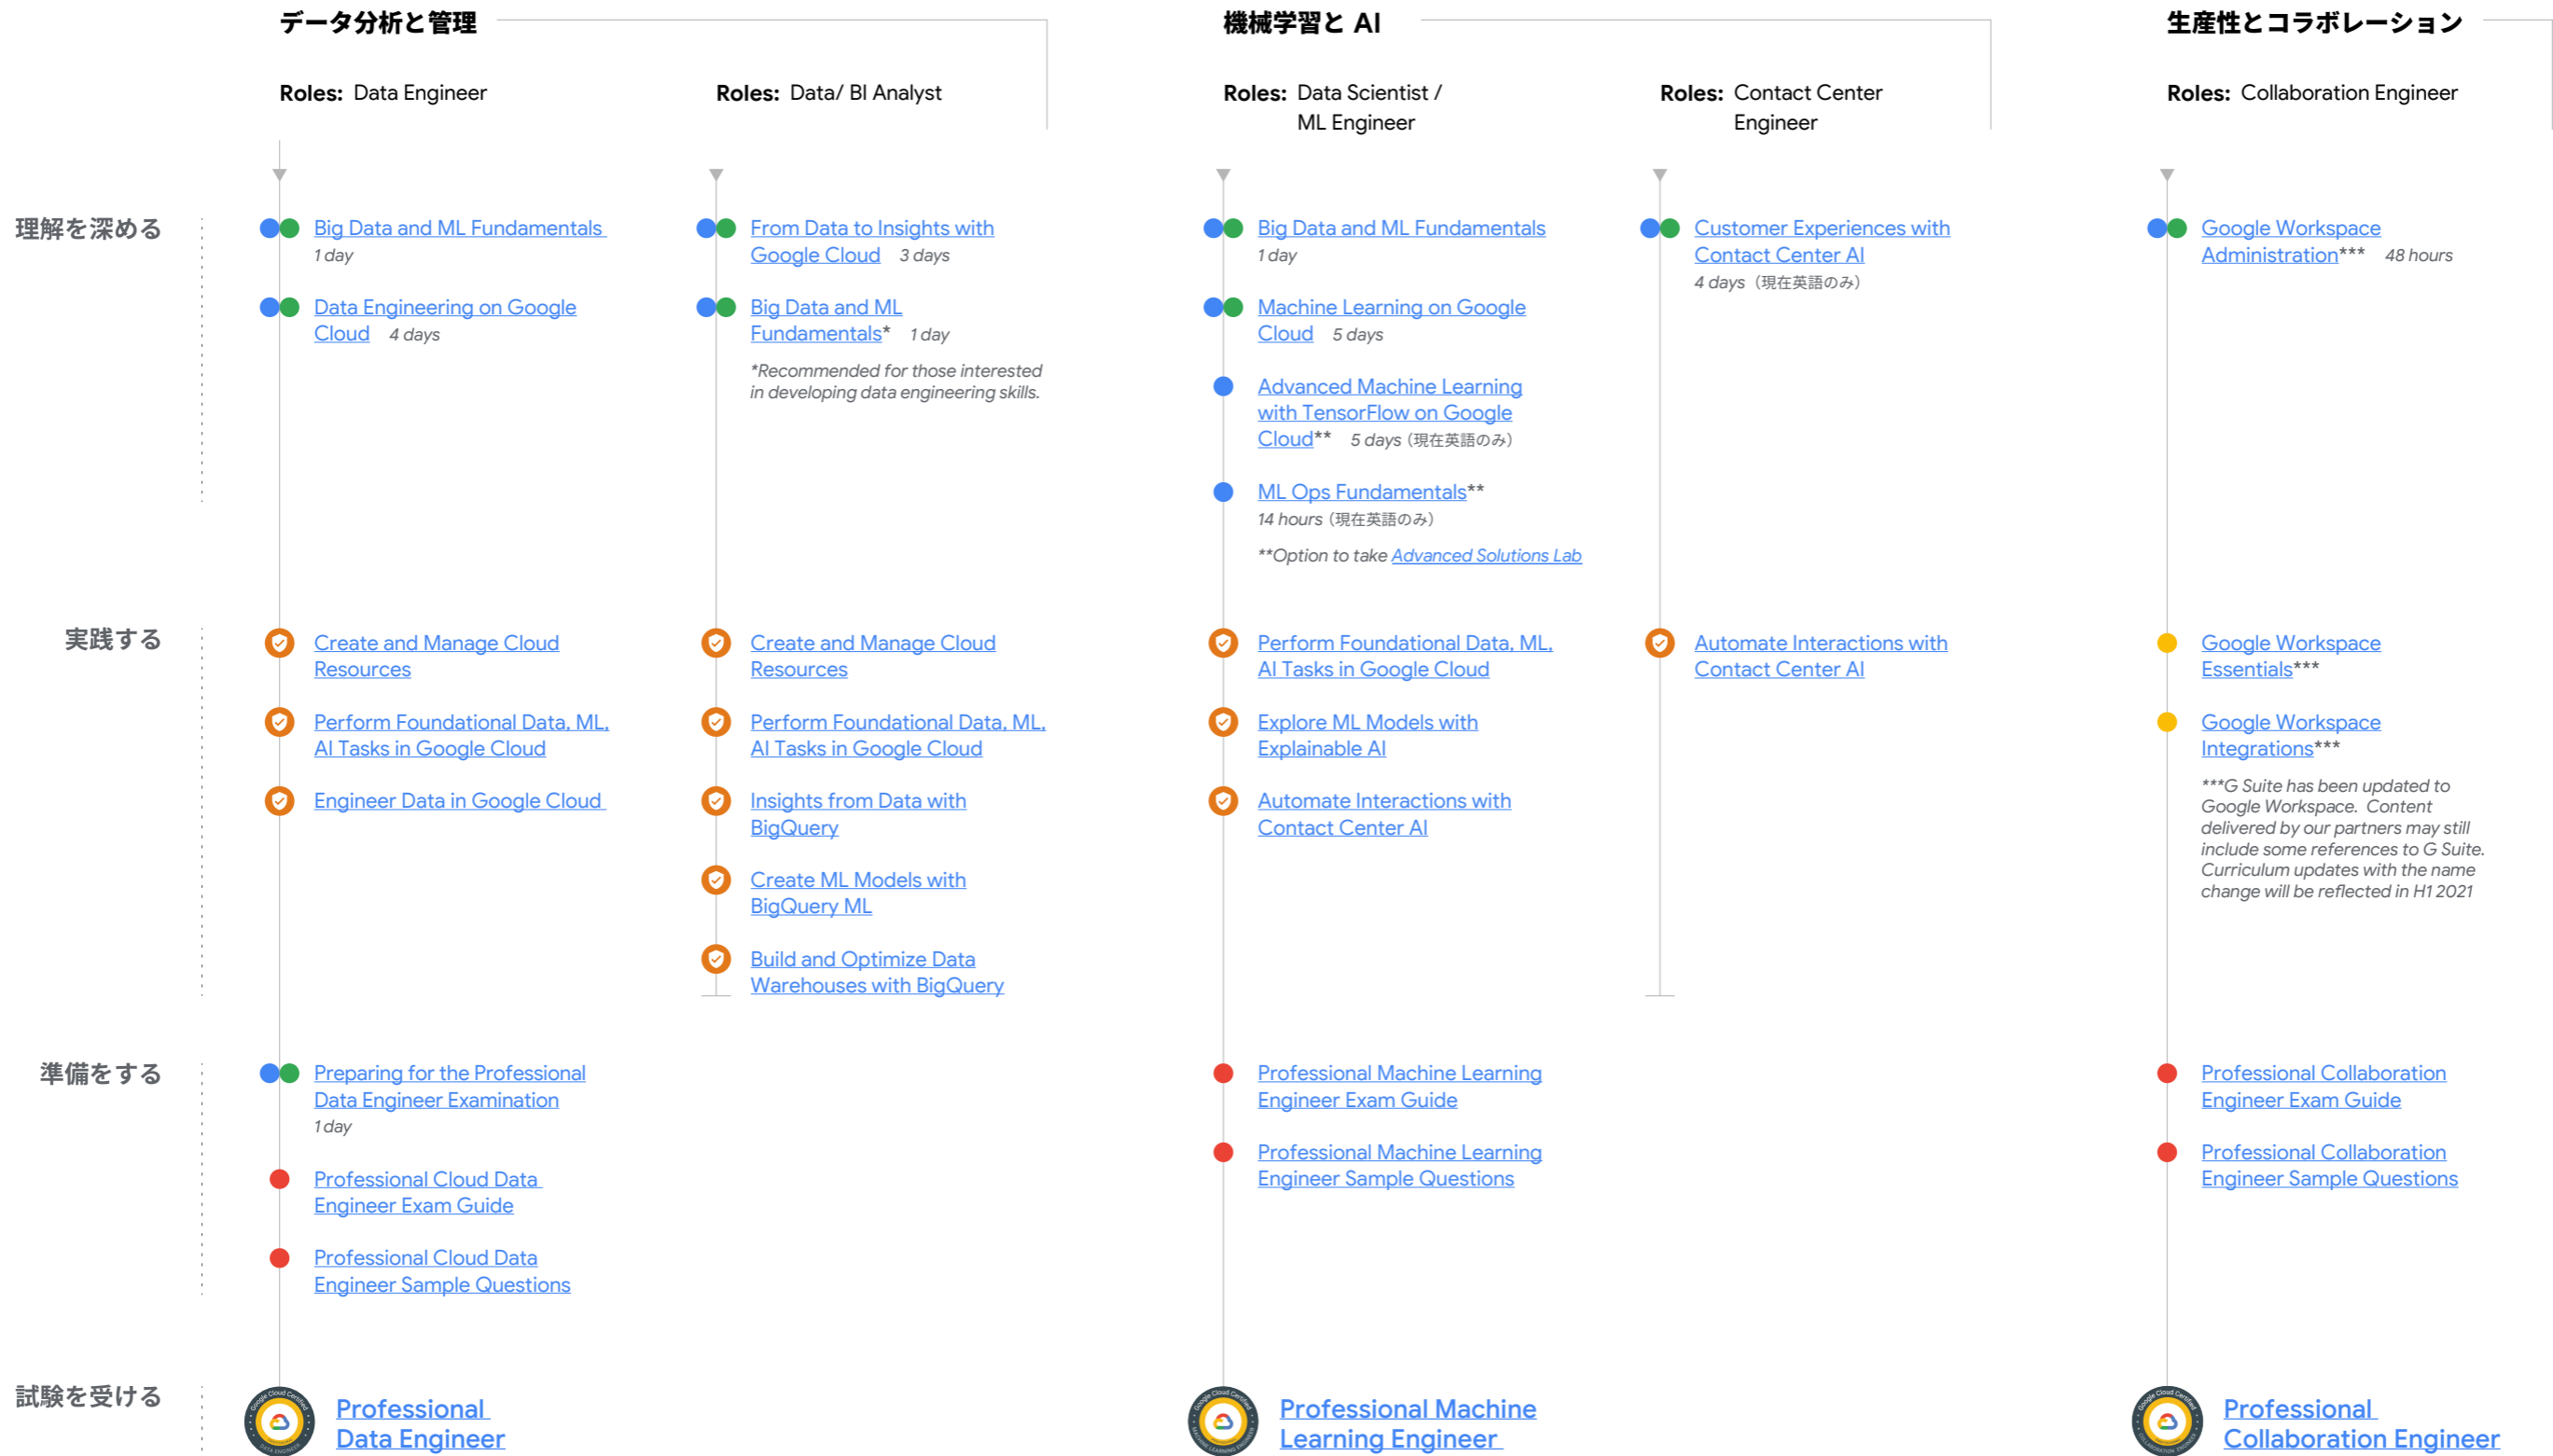 データ分析と管理
Roles: Data Engineer
Roles: Data/ BI Analyst
機械学習と AI
Roles: Data Scientist /
ML Engineer
Roles: Contact Center
Engineer
生産性とコラボレーション
Roles: Collaboration Engineer
理解を深める
Big Data and ML Fundamentals
1 day
Data Engineering on Google
Cloud 4 days
From Data to Insights with
Google Cloud 3 days
Big Data and ML
Fundamentals* 1 day
*Recommended for those interested
in developing data engineering skills.
Big Data and ML Fundamentals
1 day
Machine Learning on Google
Cloud 5 days
Advanced Machine Learning
with TensorFlow on Google
Cloud** 5 days（現在英語のみ）
ML Ops Fundamentals**
14 hours（現在英語のみ）
**Option to take Advanced Solutions Lab
Customer Experiences with
Contact Center AI
4 days（現在英語のみ）
Google Workspace
Administration*** 48 hours
実践する
Create and Manage Cloud
Resources
Perform Foundational Data, ML,
AI Tasks in Google Cloud
Engineer Data in Google Cloud
Create and Manage Cloud
Resources
Perform Foundational Data, ML,
AI Tasks in Google Cloud
Insights from Data with
BigQuery
Create ML Models with
BigQuery ML
Build and Optimize Data
Warehouses with BigQuery
Perform Foundational Data, ML,
AI Tasks in Google Cloud
Explore ML Models with
Explainable AI
Automate Interactions with
Contact Center AI
Automate Interactions with
Contact Center AI
Google Workspace
Essentials***
Google Workspace
Integrations***
***G Suite has been updated to
Google Workspace. Content
delivered by our partners may still
include some references to G Suite.
Curriculum updates with the name
change will be reflected in H1 2021
準備をする
Preparing for the Professional
Data Engineer Examination
1 day
Professional Cloud Data
Engineer Exam Guide
Professional Cloud Data
Engineer Sample Questions
Professional Machine Learning
Engineer Exam Guide
Professional Machine Learning
Engineer Sample Questions
Professional Collaboration
Engineer Exam Guide
Professional Collaboration
Engineer Sample Questions
試験を受ける
Google Cloud Certified
DATA ENGINEER
Professional
Data Engineer
Google Cloud Certified
MACHINE LEARNING ENGINEER
Professional Machine
Learning Engineer
Google Cloud Certified
COLLABORATION ENGINEER
Professional
Collaboration Engineer